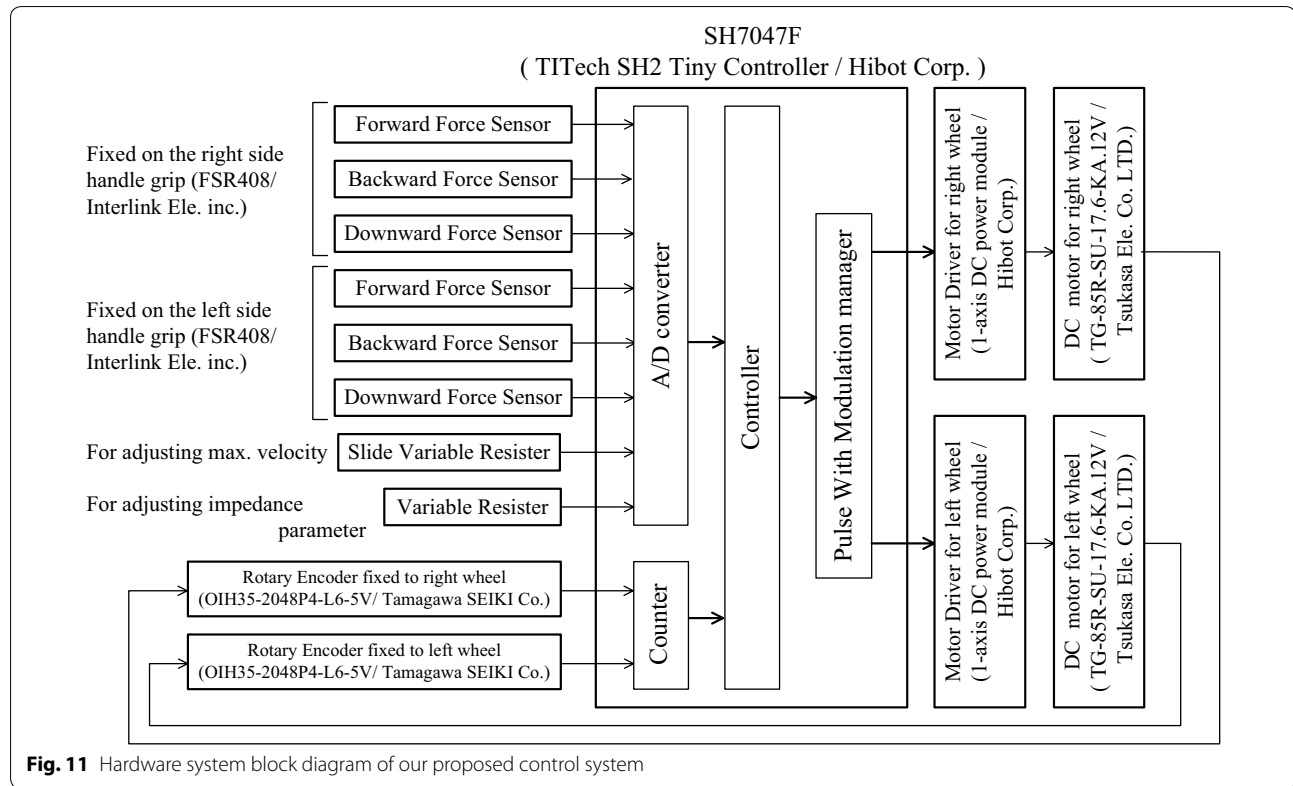 SH7047F
( TITech SH2 Tiny Controller / Hibot Corp. )
Fixed on the right side
handle grip (FSR408/
Interlink Ele. inc.)
Forward Force Sensor
Backward Force Sensor
Downward Force Sensor
Fixed on the left side
handle grip (FSR408/
Interlink Ele. inc.)
Forward Force Sensor
Backward Force Sensor
Downward Force Sensor
For adjusting max. velocity
Slide Variable Resister
For adjusting impedance
parameter
Variable Resister
Rotary Encoder fixed to right wheel
(OIH35-2048P4-L6-5V/ Tamagawa SEIKI Co.)
Rotary Encoder fixed to left wheel
(OIH35-2048P4-L6-5V/ Tamagawa SEIKI Co.)
A/D converter
Counter
Controller
Pulse With Modulation manager
Motor Driver for right wheel
(1-axis DC power module /
Hibot Corp.)
DC motor for right wheel
( TG-85R-SU-17.6-KA.12V /
Tsukasa Ele. Co. LTD.)
Motor Driver for left wheel
(1-axis DC power module /
Hibot Corp.)
DC motor for left wheel
( TG-85R-SU-17.6-KA.12V /
Tsukasa Ele. Co. LTD.)
Fig. 11 Hardware system block diagram of our proposed control system